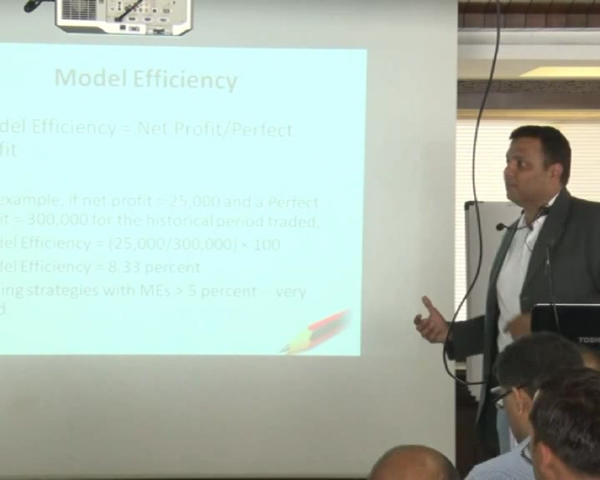 Model Efficiency
del Efficiency = Net Profit/Perfect
fit
example, if net profit = 25,000 and a Perfect
it = 300,000 for the historical period traded,
del Efficiency = (25,000/300,000) × 100
del Efficiency = 8.33 percent
ing strategies with MEs > 5 percent – very
d
TOSH